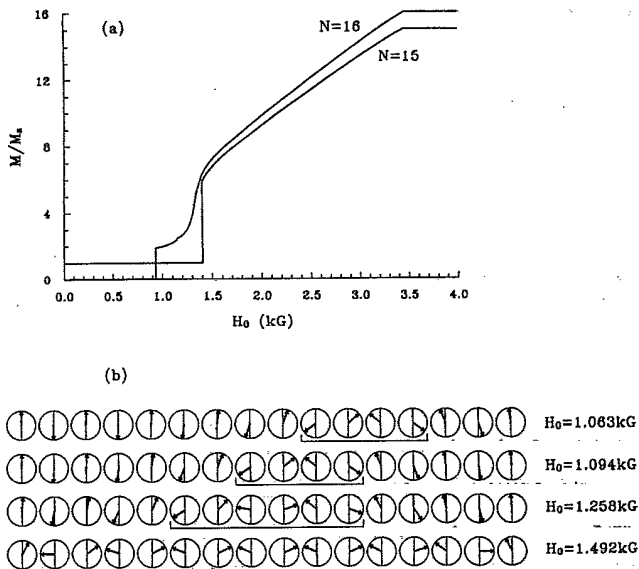 (a)
16
12
8
4
0
M/Mₛ
N=16
N=15
0.0 0.5 1.0 1.5 2.0 2.5 3.0 3.5 4.0
H₀ (kG)
(b)
H₀=1.063kG
H₀=1.094kG
H₀=1.258kG
H₀=1.492kG